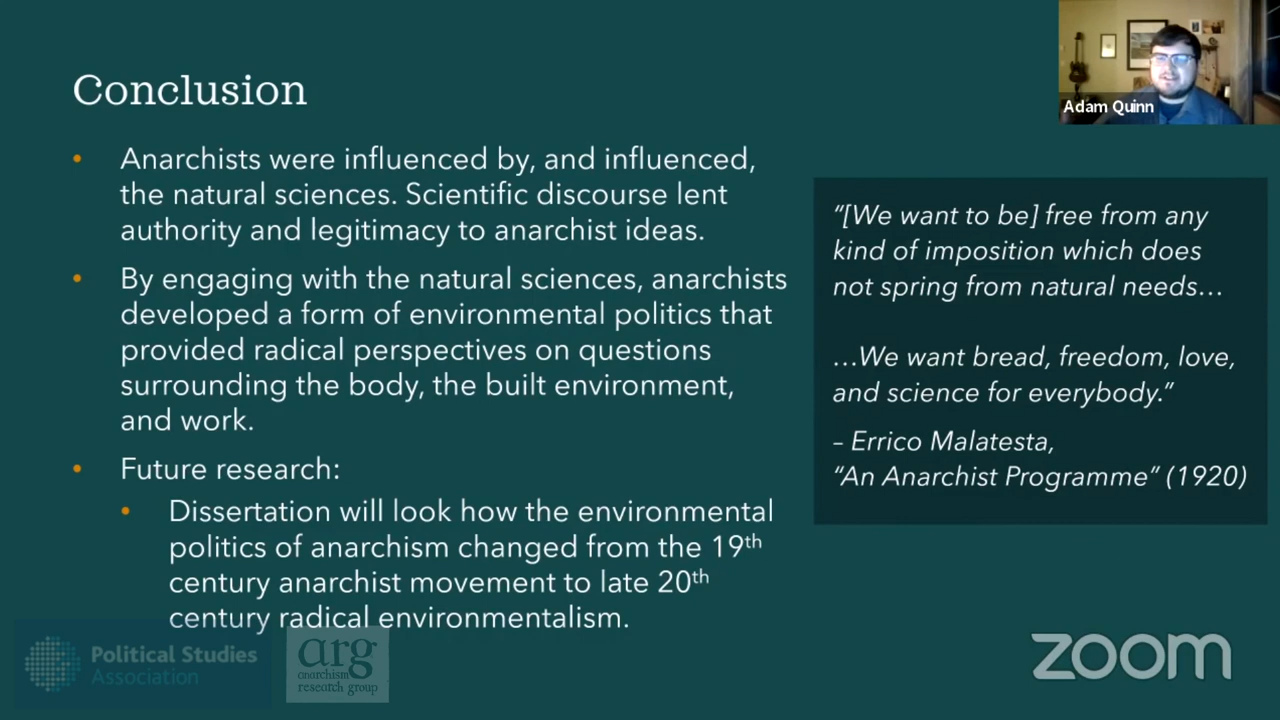 Conclusion
• Anarchists were influenced by, and influenced,
the natural sciences. Scientific discourse lent
authority and legitimacy to anarchist ideas.
• By engaging with the natural sciences, anarchists
developed a form of environmental politics that
provided radical perspectives on questions
surrounding the body, the built environment,
and work.
• Future research:
• Dissertation will look how the environmental
politics of anarchism changed from the 19th
century anarchist movement to late 20th
century radical environmentalism.
Adam Quinn
“[We want to be] free from any
kind of imposition which does
not spring from natural needs...
...We want bread, freedom, love,
and science for everybody.”
– Errico Malatesta,
“An Anarchist Programme” (1920)
Political Studies
Association
arg
anarchism
research group
zoom